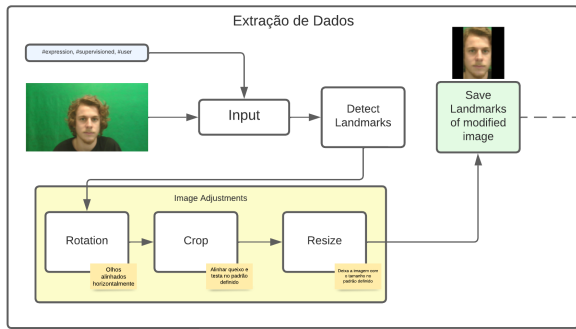 Extração de Dados
#expression, #supervisioned, #user
Input
Detect
Landmarks
Save
Landmarks
of modified
image
Image Adjustments
Rotation
Crop
Resize
Olhos
alinhados
horizontalmente
Alinhar queixo e
testa no padrão
definido
Deixa a imagem com
o tamanho no
padrão definido